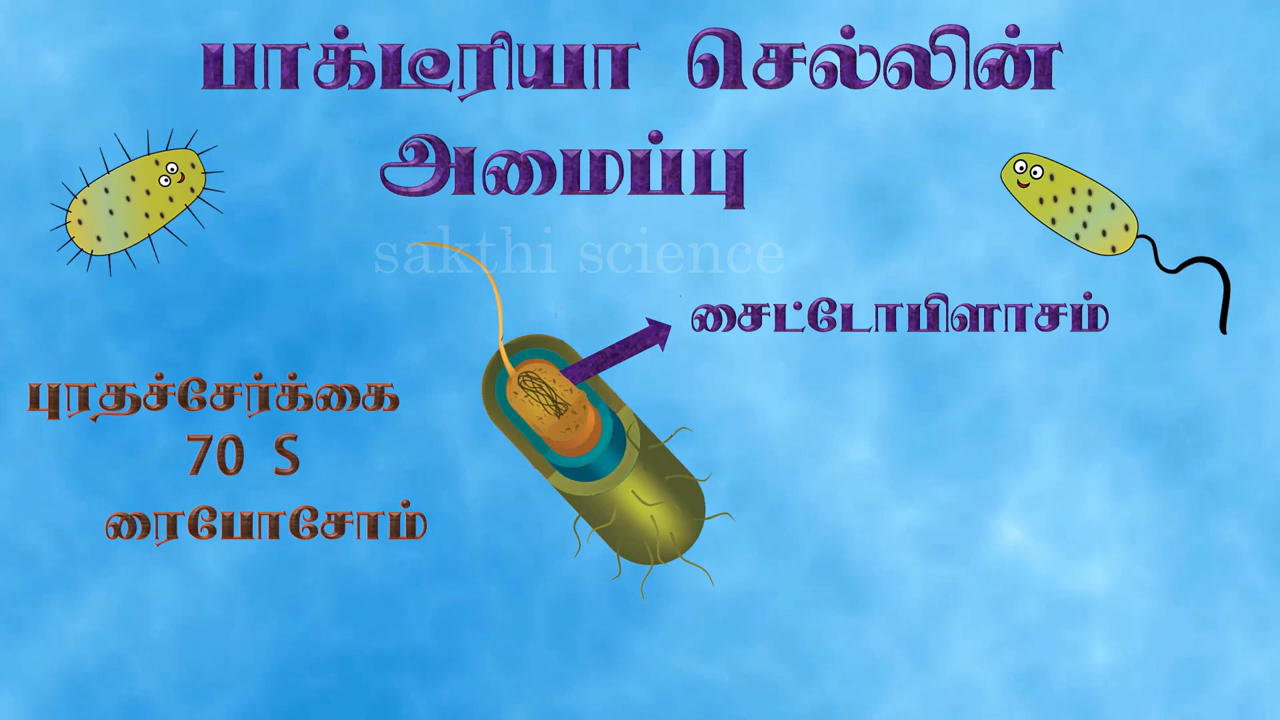 பாக்டீரியா செல்லின்
அமைப்பு
sakthi science
சைட்டோபிளாசம்
புரதச்சேர்க்கை
70 S
ரைபோசோம்